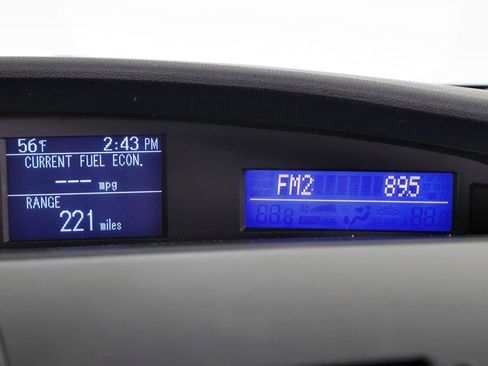 56°F 2:43 PM
CURRENT FUEL ECON.
--- mpg
RANGE
221 miles
FM2 89.5